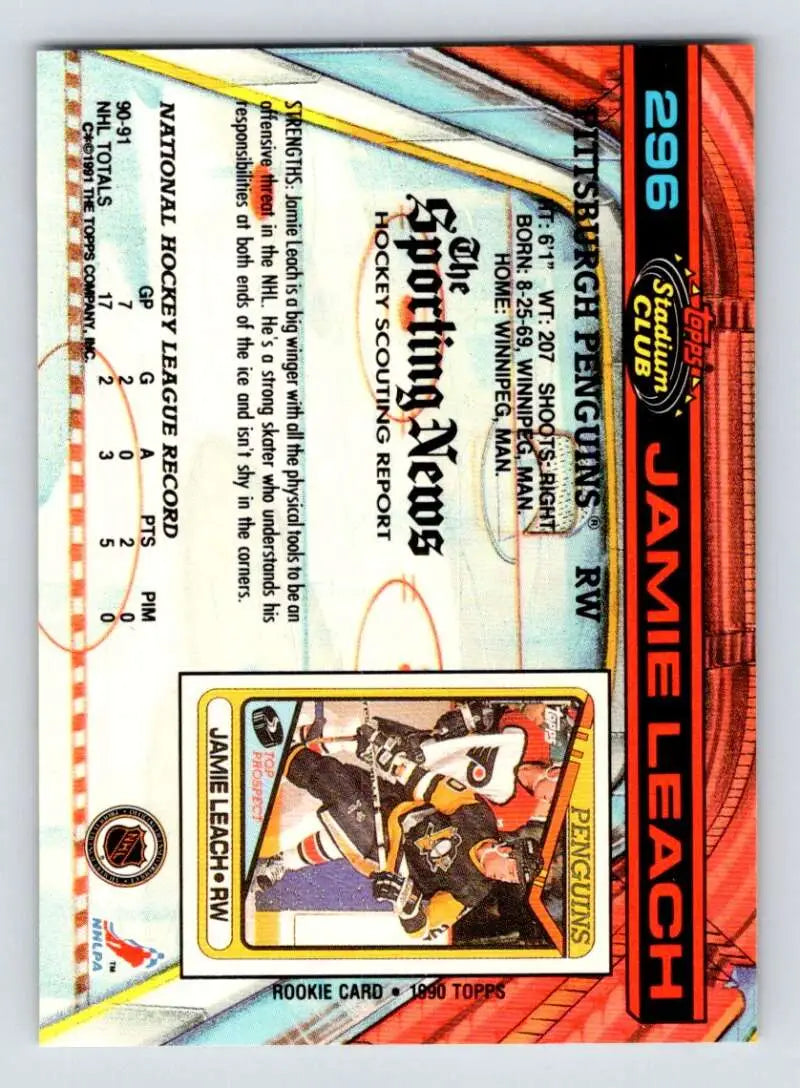 296
Topps
Stadium
CLUB
JAMIE LEACH
PITTSBURGH PENGUINS® RW
HT: 6'1" WT: 207 SHOOTS: RIGHT
BORN: 8-25-69, WINNIPEG, MAN.
HOME: WINNIPEG, MAN.
The
Sporting News
HOCKEY SCOUTING REPORT
STRENGTHS: Jamie Leach is a big winger with all the physical tools to be an
offensive threat in the NHL. He's a strong skater who understands his
responsibilities at both ends of the ice and isn't shy in the corners.
NATIONAL HOCKEY LEAGUE RECORD
GP G A PTS PIM
90-91 7 2 0 2 0
NHL TOTALS 17 2 3 5 0
C*©1991 THE TOPPS COMPANY, INC.
PENGUINS
Topps
TOP
PROSPECT
JAMIE LEACH • RW
ROOKIE CARD • 1990 TOPPS
NHL
NHLPA
TM